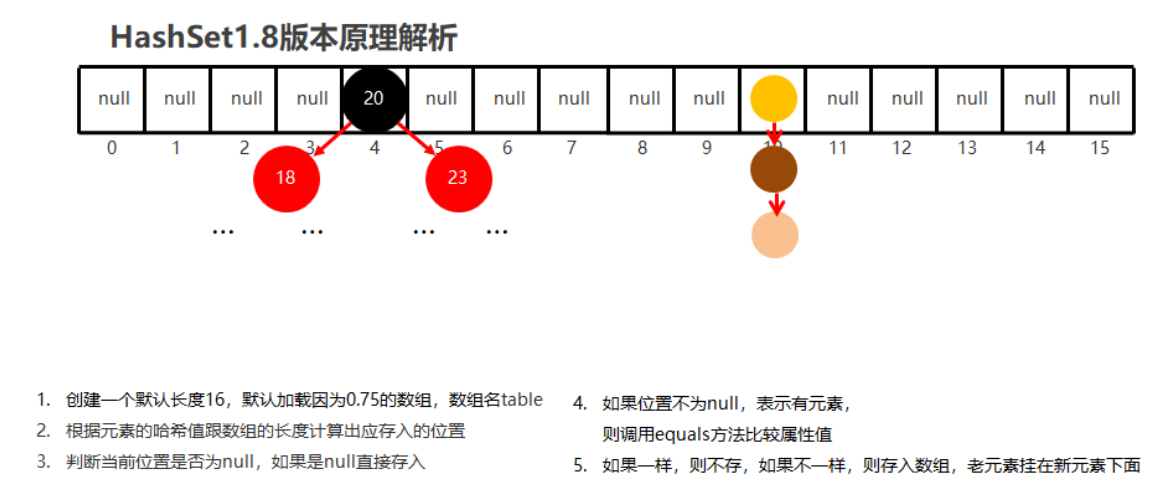 HashSet1.8版本原理解析
null null null null 20 null null null null null null null null null null
0 1 2 3 4 5 6 7 8 9 10 11 12 13 14 15
18 23
... ... ... ...
1. 创建一个默认长度16，默认加载因为0.75的数组，数组名table
2. 根据元素的哈希值跟数组的长度计算出应存入的位置
3. 判断当前位置是否为null，如果是null直接存入
4. 如果位置不为null，表示有元素，
则调用equals方法比较属性值
5. 如果一样，则不存，如果不一样，则存入数组，老元素挂在新元素下面